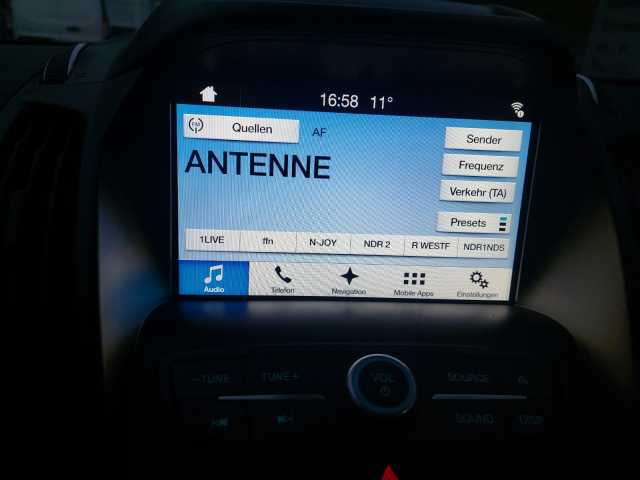 16:58 11°
FM Quellen AF Sender
ANTENNE
Frequenz
Verkehr (TA)
Presets
1LIVE ffn N-JOY NDR 2 R WESTF NDR1NDS
Audio Telefon Navigation Mobile Apps Einstellungen
−TUNE TUNE+ VOL SOURCE
SOUND